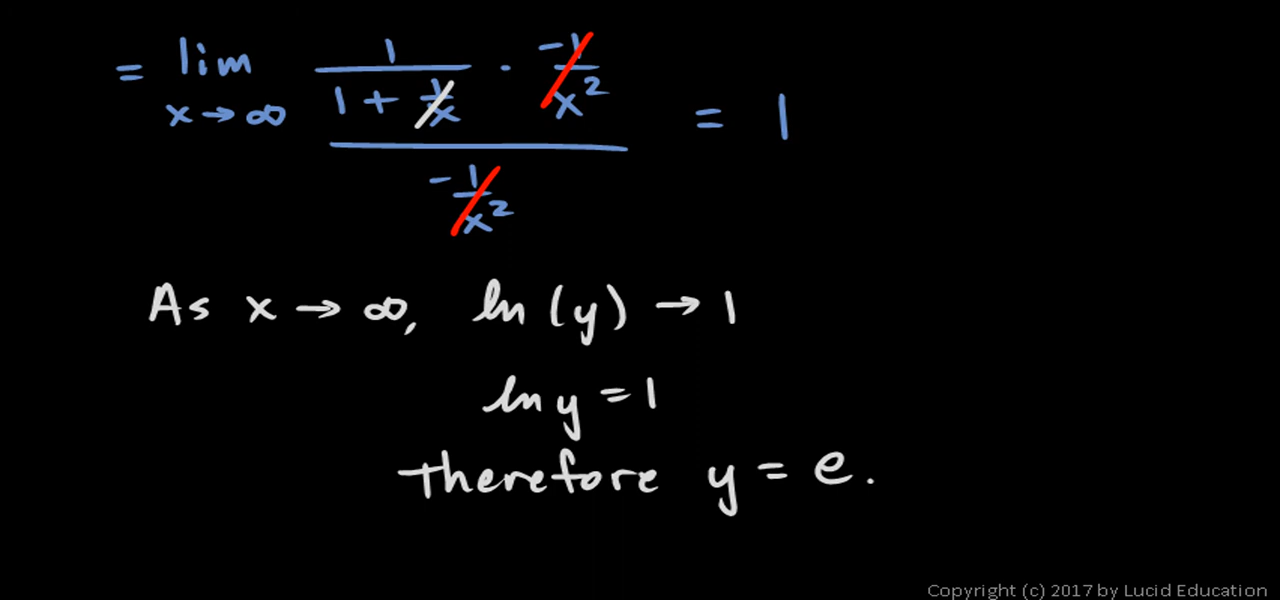 = lim x→∞ (1/(1 + 1/x) · -1/x²)/(-1/x²) = 1
As x → ∞, ln (y) → 1
ln y = 1
therefore y = e.
Copyright (c) 2017 by Lucid Education